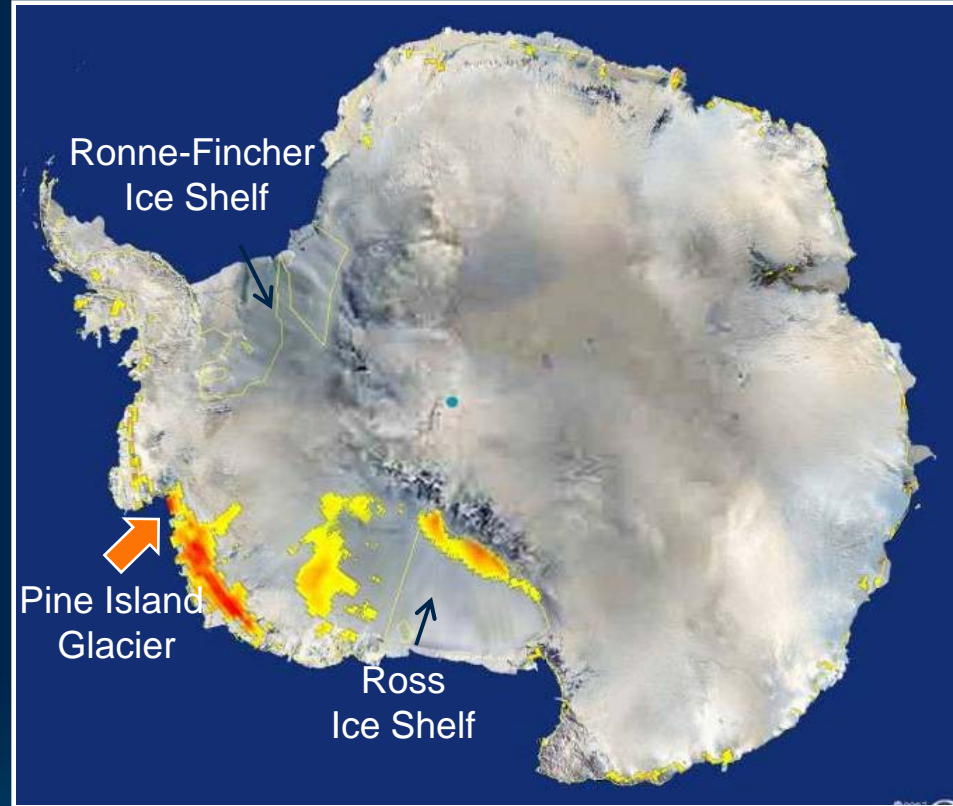 Ronne-Fincher
Ice Shelf
Pine Island
Glacier
Ross
Ice Shelf